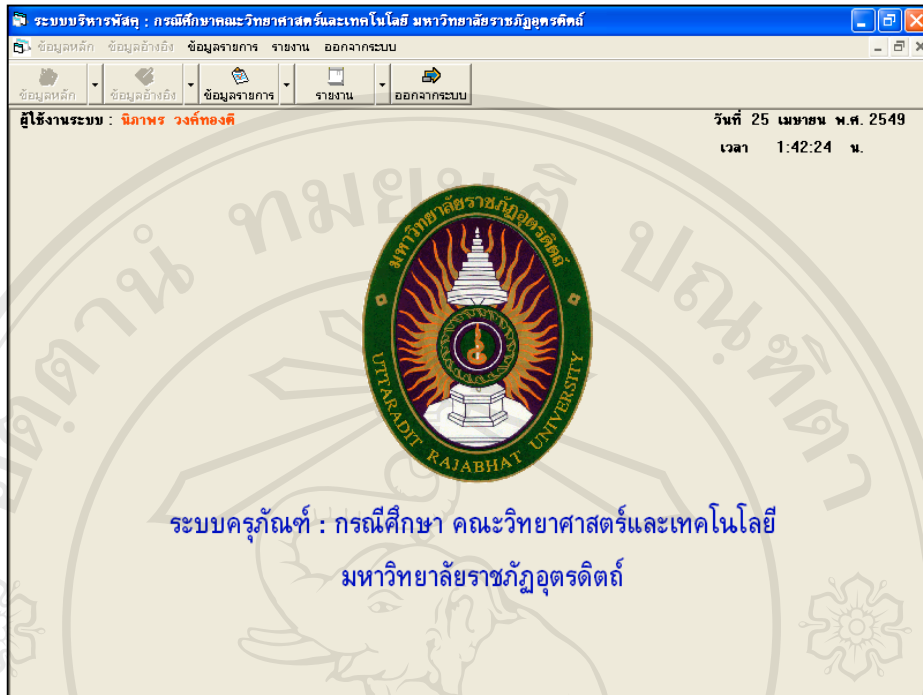 ระบบบริหารพัสดุ : กรณีศึกษาคณะวิทยาศาสตร์และเทคโนโลยี มหาวิทยาลัยราชภัฏอุตรดิตถ์
ข้อมูลหลัก ข้อมูลอ้างอิง ข้อมูลรายการ รายงาน ออกจากระบบ
ข้อมูลหลัก ข้อมูลอ้างอิง ข้อมูลรายการ รายงาน ออกจากระบบ
ผู้ใช้งานระบบ : นิภาพร วงค์ทองดี วันที่ 25 เมษายน พ.ศ. 2549
เวลา 1:42:24 น.
มหาวิทยาลัยราชภัฏอุตรดิตถ์
UTTARADIT RAJABHAT UNIVERSITY
ระบบครุภัณฑ์ : กรณีศึกษา คณะวิทยาศาสตร์และเทคโนโลยี
มหาวิทยาลัยราชภัฏอุตรดิตถ์